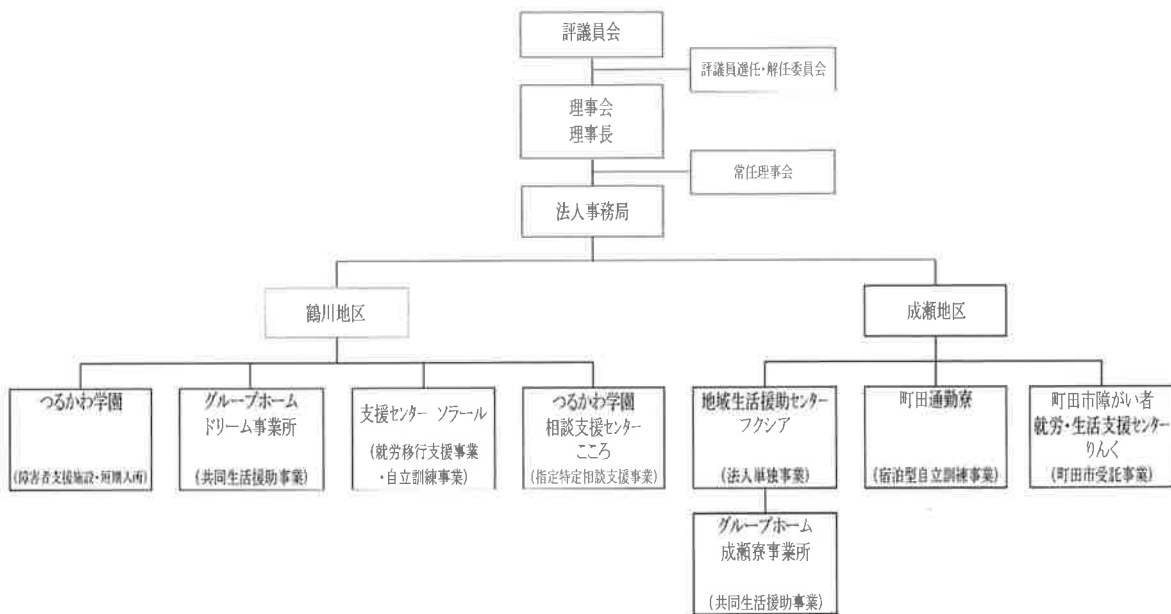 評議員会
評議員選任・解任委員会
理事会
理事長
常任理事会
法人事務局
鶴川地区
成瀬地区
つるかわ学園
(障害者支援施設・短期入所)
グループホーム
ドリーム事業所
(共同生活援助事業)
支援センター ソラール
(就労移行支援事業
・自立訓練事業)
つるかわ学園
相談支援センター
こころ
(指定特定相談支援事業)
地域生活援助センター
フクシア
(法人単独事業)
町田通勤寮
(宿泊型自立訓練事業)
町田市障がい者
就労・生活支援センター
りんく
(町田市受託事業)
グループホーム
成瀬寮事業所
(共同生活援助事業)